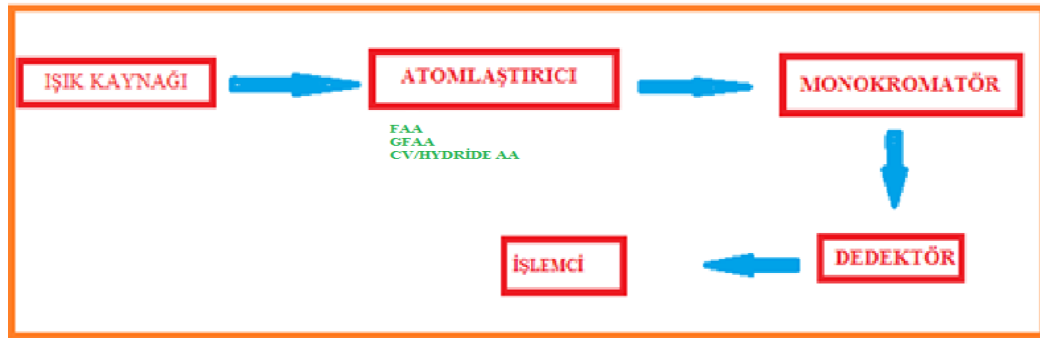 IŞIK KAYNAĞI
ATOMLAŞTIRICI
MONOKROMATÖR
FAA
GFAA
CV/HYDRİDE AA
DEDEKTÖR
İŞLEMCİ